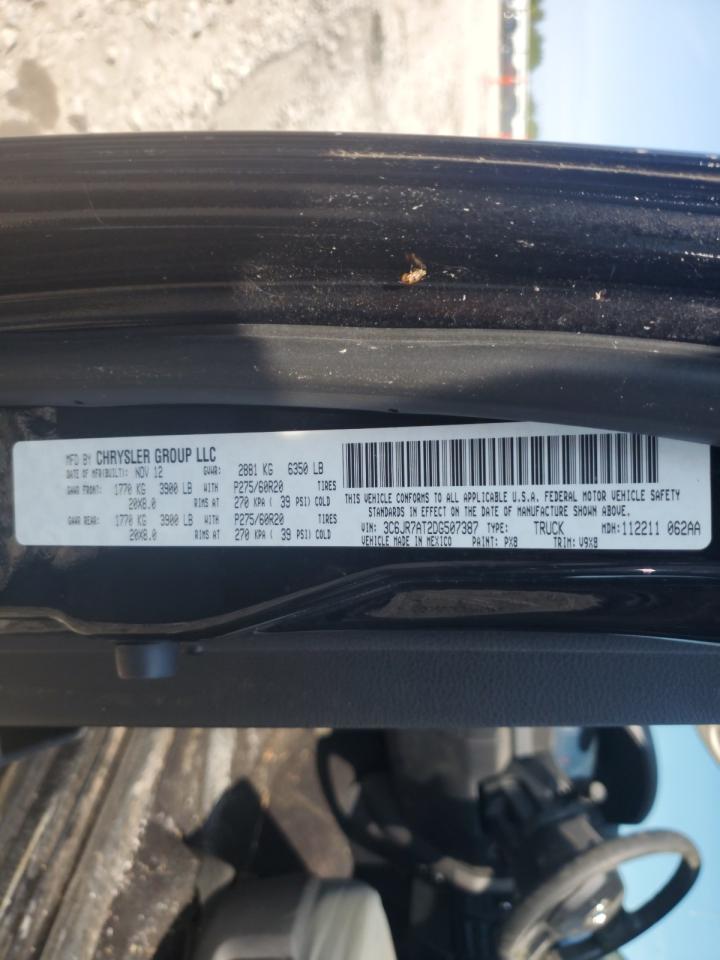 MFD BY CHRYSLER GROUP LLC
DATE OF MFR(BUILT): NOV 12 GVWR: 2881 KG 6350 LB
GAWR FRONT: 1770 KG 3900 LB WITH P275/60R20 TIRES
20X8.0 RIMS AT 270 KPA ( 39 PSI) COLD
GAWR REAR: 1770 KG 3900 LB WITH P275/60R20 TIRES
20X8.0 RIMS AT 270 KPA ( 39 PSI) COLD
THIS VEHICLE CONFORMS TO ALL APPLICABLE U.S.A. FEDERAL MOTOR VEHICLE SAFETY
STANDARDS IN EFFECT ON THE DATE OF MANUFACTURE SHOWN ABOVE.
VIN: 3C6JR7AT2DG507387 TYPE: TRUCK MDH: 112211 062AA
VEHICLE MADE IN MEXICO PAINT: PX8 TRIM: V9X8